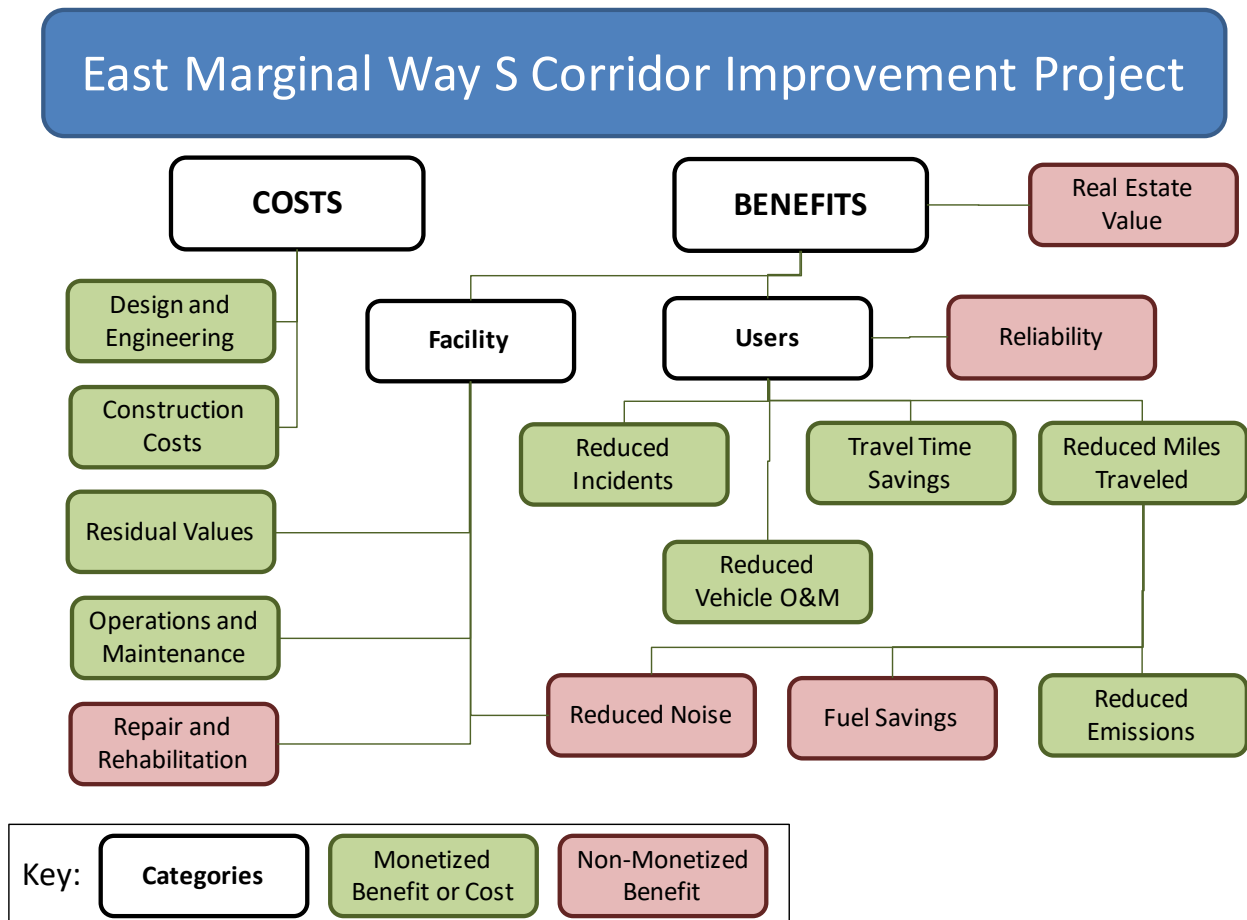 East Marginal Way S Corridor Improvement Project
COSTS
BENEFITS
Real Estate
Value
Design and
Engineering
Facility
Users
Reliability
Construction
Costs
Reduced
Incidents
Travel Time
Savings
Reduced Miles
Traveled
Residual Values
Reduced
Vehicle O&M
Operations and
Maintenance
Repair and
Rehabilitation
Reduced Noise
Fuel Savings
Reduced
Emissions
Key:
Categories
Monetized
Benefit or Cost
Non-Monetized
Benefit